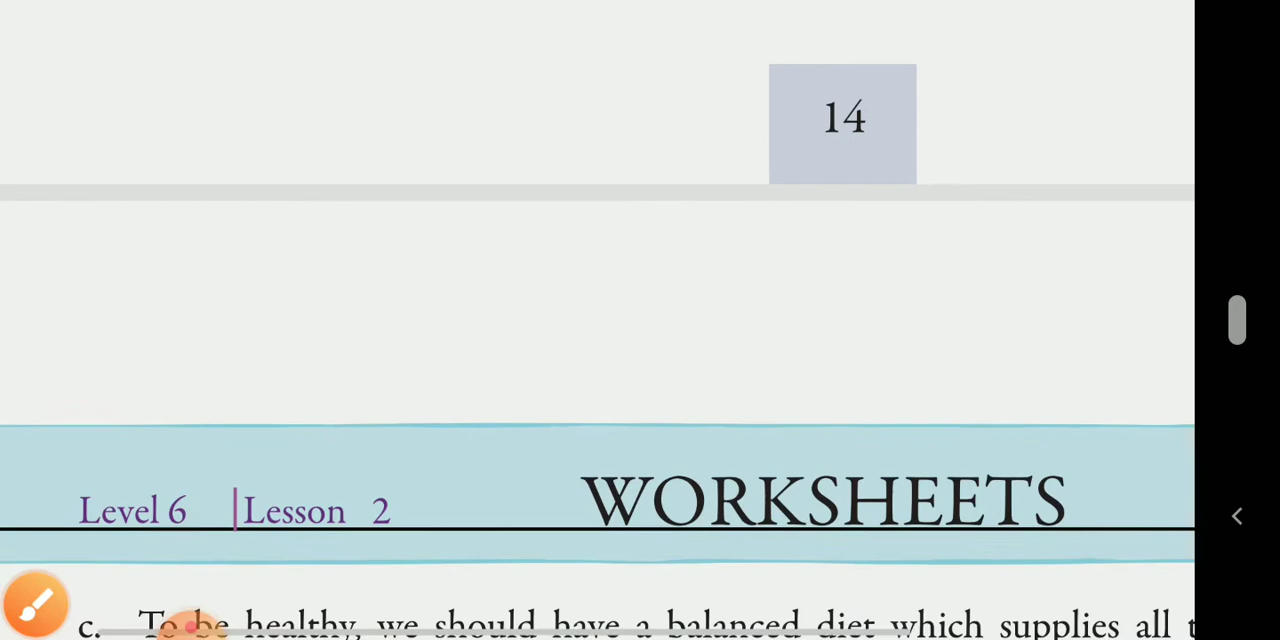 14
Level 6 | Lesson 2 WORKSHEETS
c. To be healthy, we should have a balanced diet which supplies all